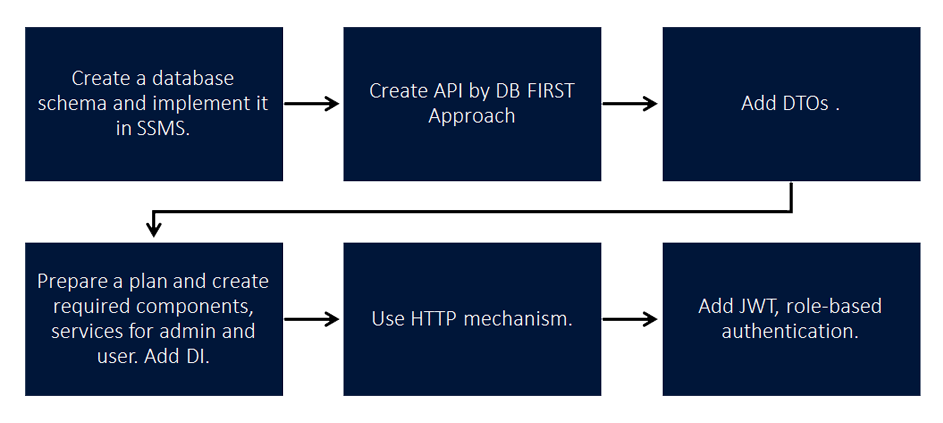 Create a database
schema and implement it
in SSMS.
Create API by DB FIRST
Approach
Add DTOs .
Prepare a plan and create
required components,
services for admin and
user. Add DI.
Use HTTP mechanism.
Add JWT, role-based
authentication.